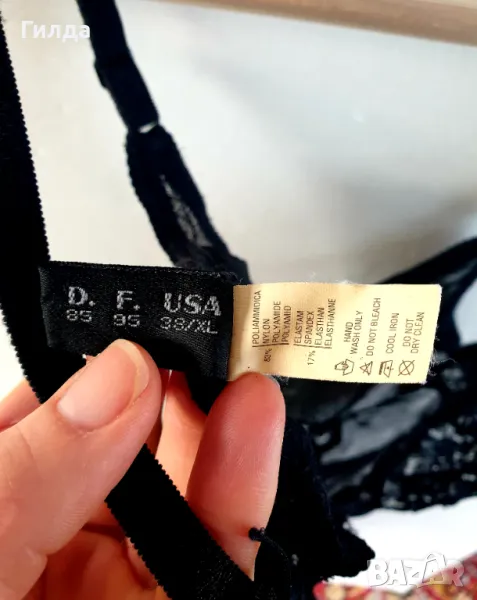 Гилда
D. F. USA
85 95 38/XL
POLIAMMIDICA
NYLON
POLYAMIDE
POLYAMID
ELASTAM
SPANDEX
ELASTHAN
ELASTHANNE
17%
HAND
WASH ONLY
DO NOT BLEACH
COOL IRON
DO NOT
DRY CLEAN
BAZAR